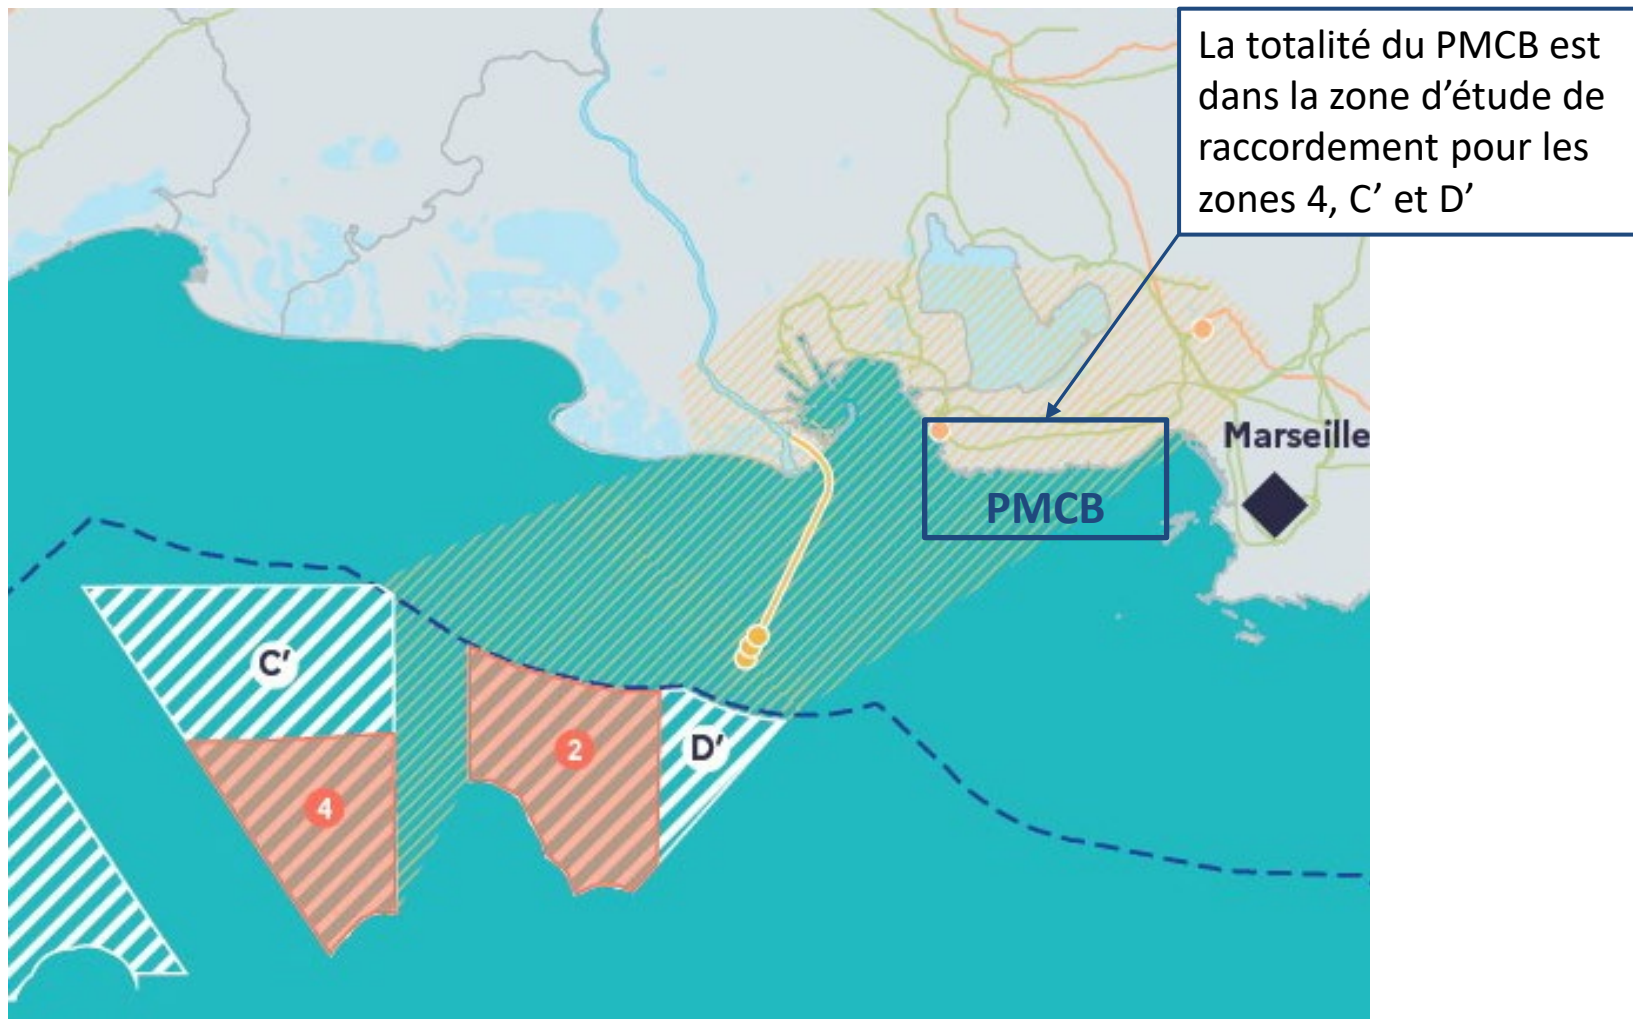 La totalité du PMCB est
dans la zone d’étude de
raccordement pour les
zones 4, C’ et D’
Marseille
PMCB
C’
2
D’
4